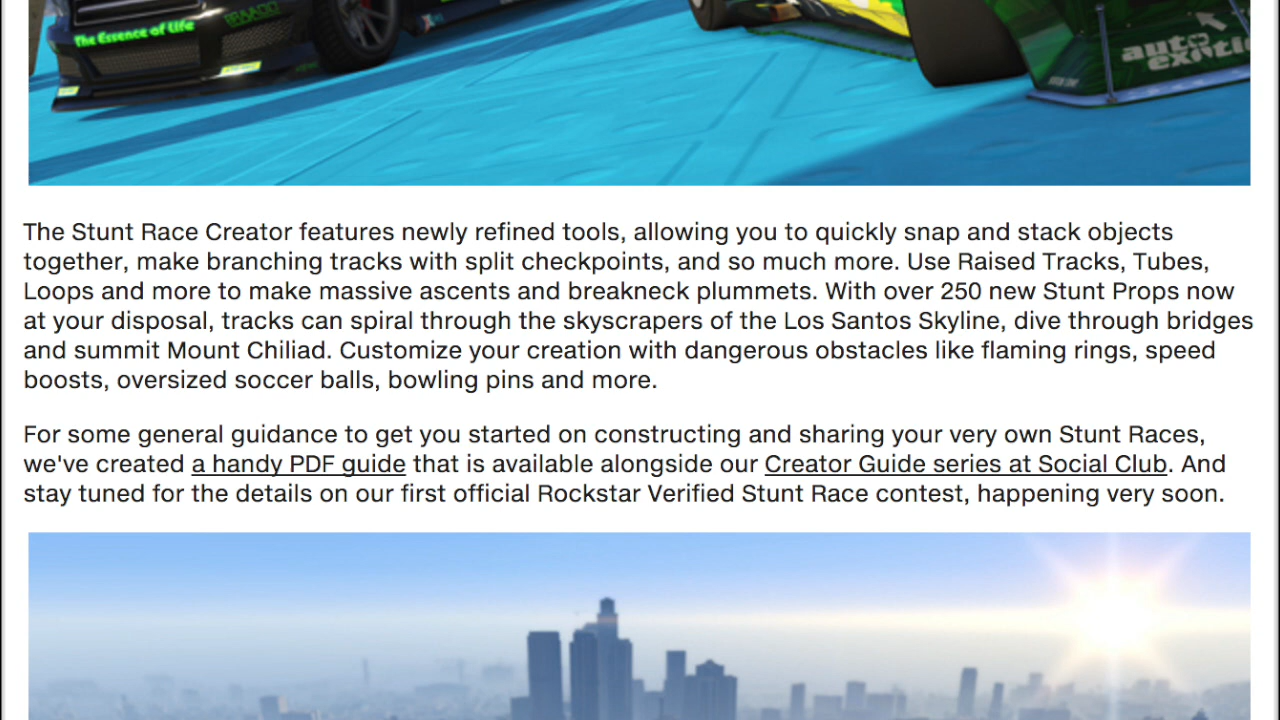 The Essence of Life
auto
exotic
The Stunt Race Creator features newly refined tools, allowing you to quickly snap and stack objects
together, make branching tracks with split checkpoints, and so much more. Use Raised Tracks, Tubes,
Loops and more to make massive ascents and breakneck plummets. With over 250 new Stunt Props now
at your disposal, tracks can spiral through the skyscrapers of the Los Santos Skyline, dive through bridges
and summit Mount Chiliad. Customize your creation with dangerous obstacles like flaming rings, speed
boosts, oversized soccer balls, bowling pins and more.
For some general guidance to get you started on constructing and sharing your very own Stunt Races,
we've created a handy PDF guide that is available alongside our Creator Guide series at Social Club. And
stay tuned for the details on our first official Rockstar Verified Stunt Race contest, happening very soon.